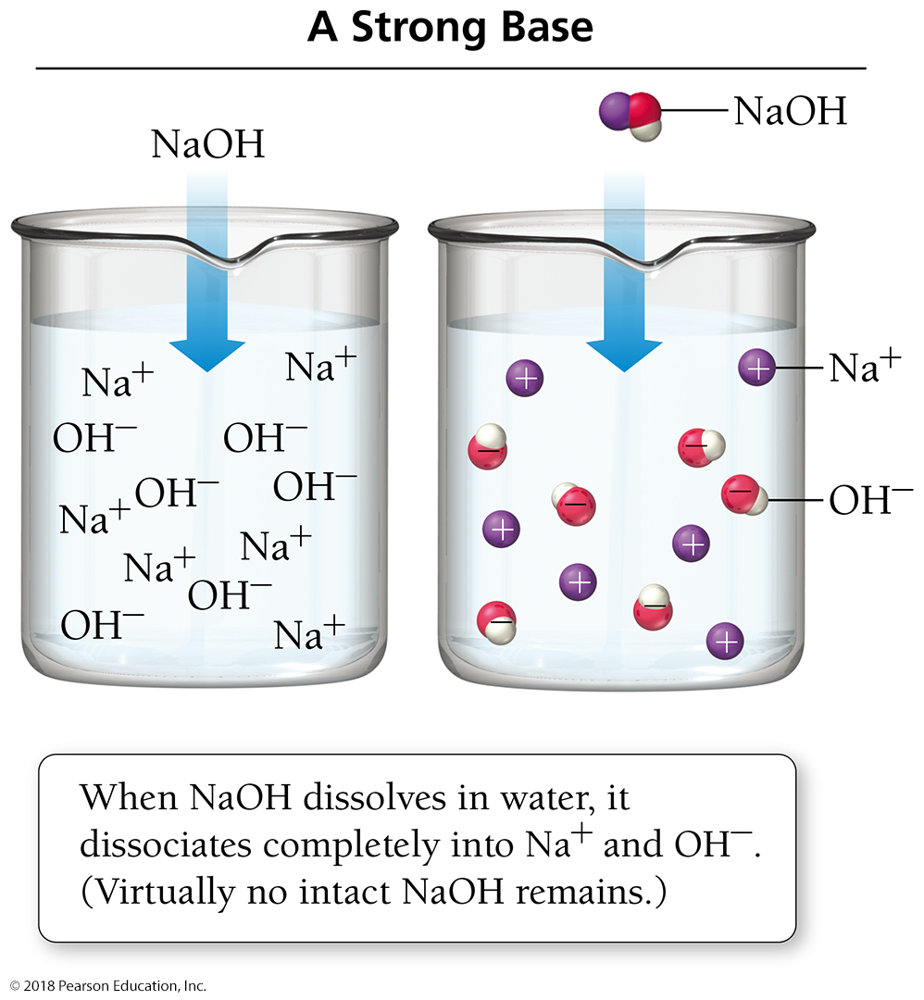 A Strong Base
NaOH
NaOH
Na⁺
Na⁺
OH⁻
OH⁻
OH⁻
OH⁻
Na⁺
Na⁺
Na⁺
OH⁻
OH⁻
Na⁺
+
+
Na⁺
−
−
−
−
OH⁻
+
+
+
−
−
+
When NaOH dissolves in water, it
dissociates completely into Na⁺ and OH⁻.
(Virtually no intact NaOH remains.)
© 2018 Pearson Education, Inc.